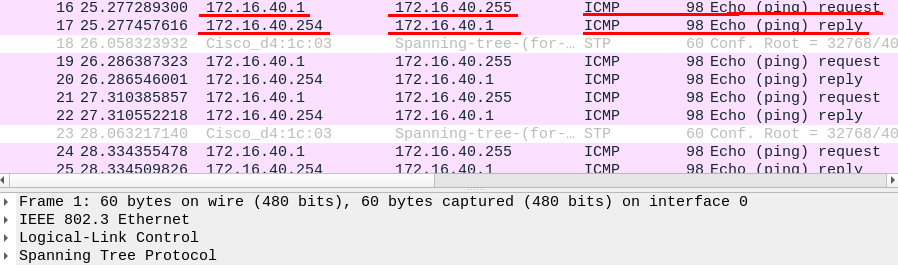 16 25.277289300 172.16.40.1 172.16.40.255 ICMP 98 Echo (ping) request
17 25.277457616 172.16.40.254 172.16.40.1 ICMP 98 Echo (ping) reply
18 26.058323932 Cisco_d4:1c:03 Spanning-tree-(for-… STP 60 Conf. Root = 32768/40
19 26.286387323 172.16.40.1 172.16.40.255 ICMP 98 Echo (ping) request
20 26.286546001 172.16.40.254 172.16.40.1 ICMP 98 Echo (ping) reply
21 27.310385857 172.16.40.1 172.16.40.255 ICMP 98 Echo (ping) request
22 27.310552218 172.16.40.254 172.16.40.1 ICMP 98 Echo (ping) reply
23 28.063217140 Cisco_d4:1c:03 Spanning-tree-(for-… STP 60 Conf. Root = 32768/40
24 28.334355478 172.16.40.1 172.16.40.255 ICMP 98 Echo (ping) request
25 28.334509826 172.16.40.254 172.16.40.1 ICMP 98 Echo (ping) reply
Frame 1: 60 bytes on wire (480 bits), 60 bytes captured (480 bits) on interface 0
IEEE 802.3 Ethernet
Logical-Link Control
Spanning Tree Protocol